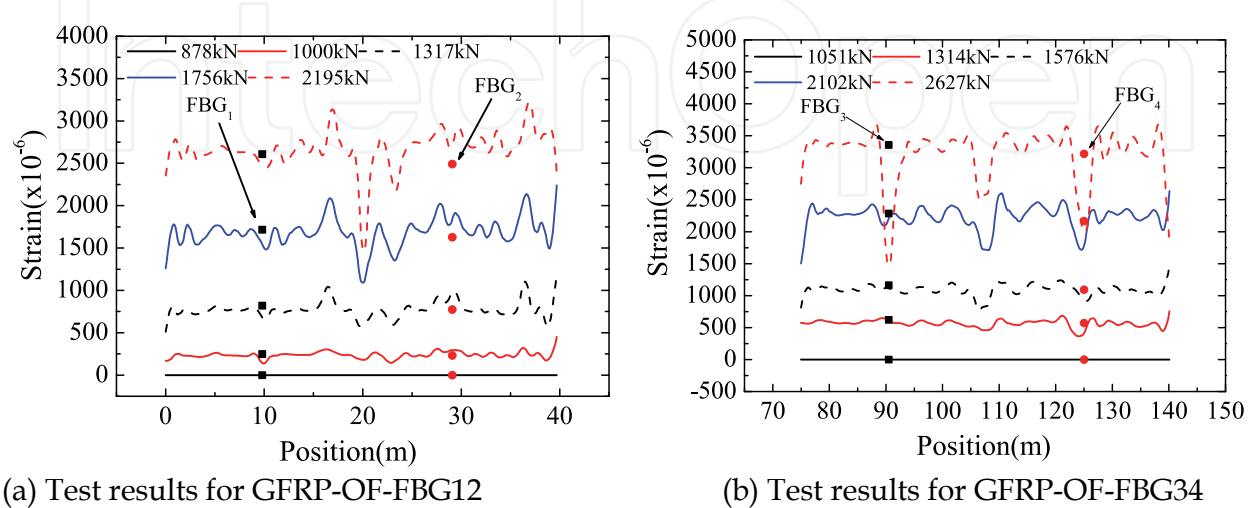 IntechOpen
4000
3500
3000
2500
2000
1500
1000
500
0
Strain(x10-6)
878kN 1000kN 1317kN
1756kN 2195kN
FBG1
FBG2
0 10 20 30 40
Position(m)
(a) Test results for GFRP-OF-FBG12
5000
4500
4000
3500
3000
2500
2000
1500
1000
500
0
-500
Strain(x10-6)
1051kN 1314kN 1576kN
2102kN 2627kN
FBG3
FBG4
70 80 90 100 110 120 130 140 150
Position(m)
(b) Test results for GFRP-OF-FBG34